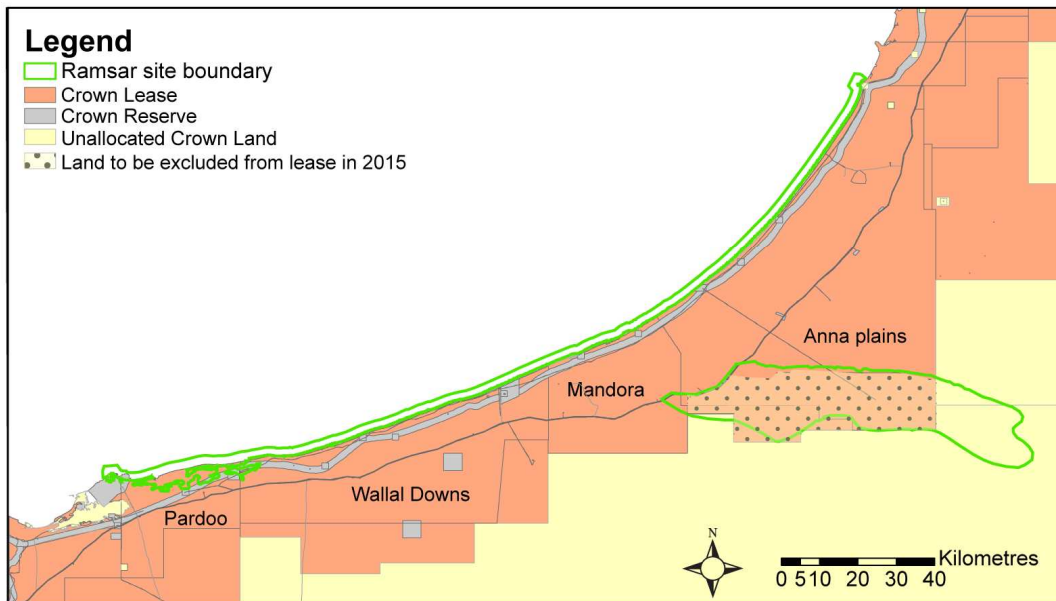 Legend
Ramsar site boundary
Crown Lease
Crown Reserve
Unallocated Crown Land
Land to be excluded from lease in 2015
Anna plains
Mandora
Wallal Downs
Pardoo
N
Kilometres
0 5 10 20 30 40